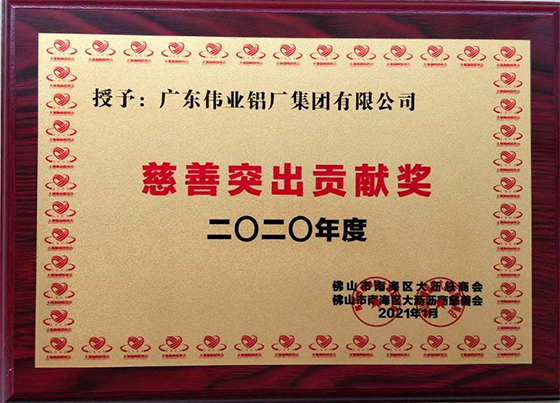 授予：广东伟业铝厂集团有限公司
慈善突出贡献奖
二〇二〇年度
佛山市南海区大沥总商会
佛山市南海区大沥沥商慈善会
2021年1月